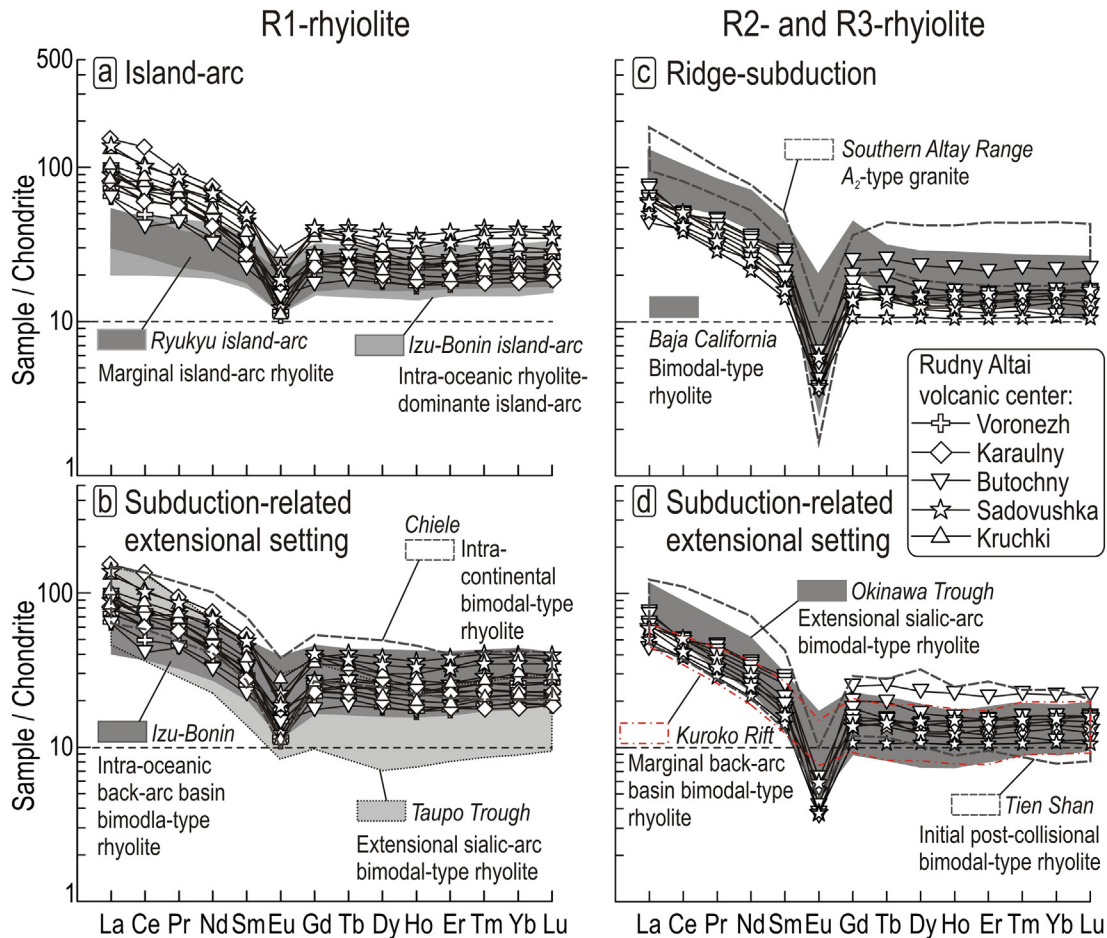 R1-rhyiolite
R2- and R3-rhyiolite
Sample / Chondrite
500
100
10
1
a Island-arc
Ryukyu island-arc
Marginal island-arc rhyolite
Izu-Bonin island-arc
Intra-oceanic rhyolite-
dominante island-arc
c Ridge-subduction
Southern Altay Range
A2-type granite
Baja California
Bimodal-type
rhyolite
Rudny Altai
volcanic center:
Voronezh
Karaulny
Butochny
Sadovushka
Kruchki
Sample / Chondrite
100
10
1
b Subduction-related
extensional setting
Chiele
Intra-
continental
bimodal-type
rhyolite
Izu-Bonin
Intra-oceanic
back-arc basin
bimodla-type
rhyolite
Taupo Trough
Extensional sialic-arc
bimodal-type rhyolite
d Subduction-related
extensional setting
Okinawa Trough
Extensional sialic-arc
bimodal-type rhyolite
Kuroko Rift
Marginal back-arc
basin bimodal-type
rhyolite
Tien Shan
Initial post-collisional
bimodal-type rhyolite
La Ce Pr Nd Sm Eu Gd Tb Dy Ho Er Tm Yb Lu
La Ce Pr Nd Sm Eu Gd Tb Dy Ho Er Tm Yb Lu